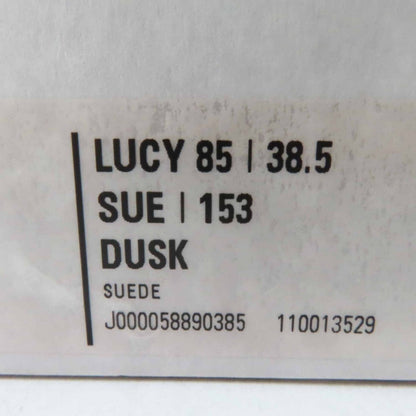 LUCY 85 | 38.5
SUE | 153
DUSK
SUEDE
J000058890385 110013529